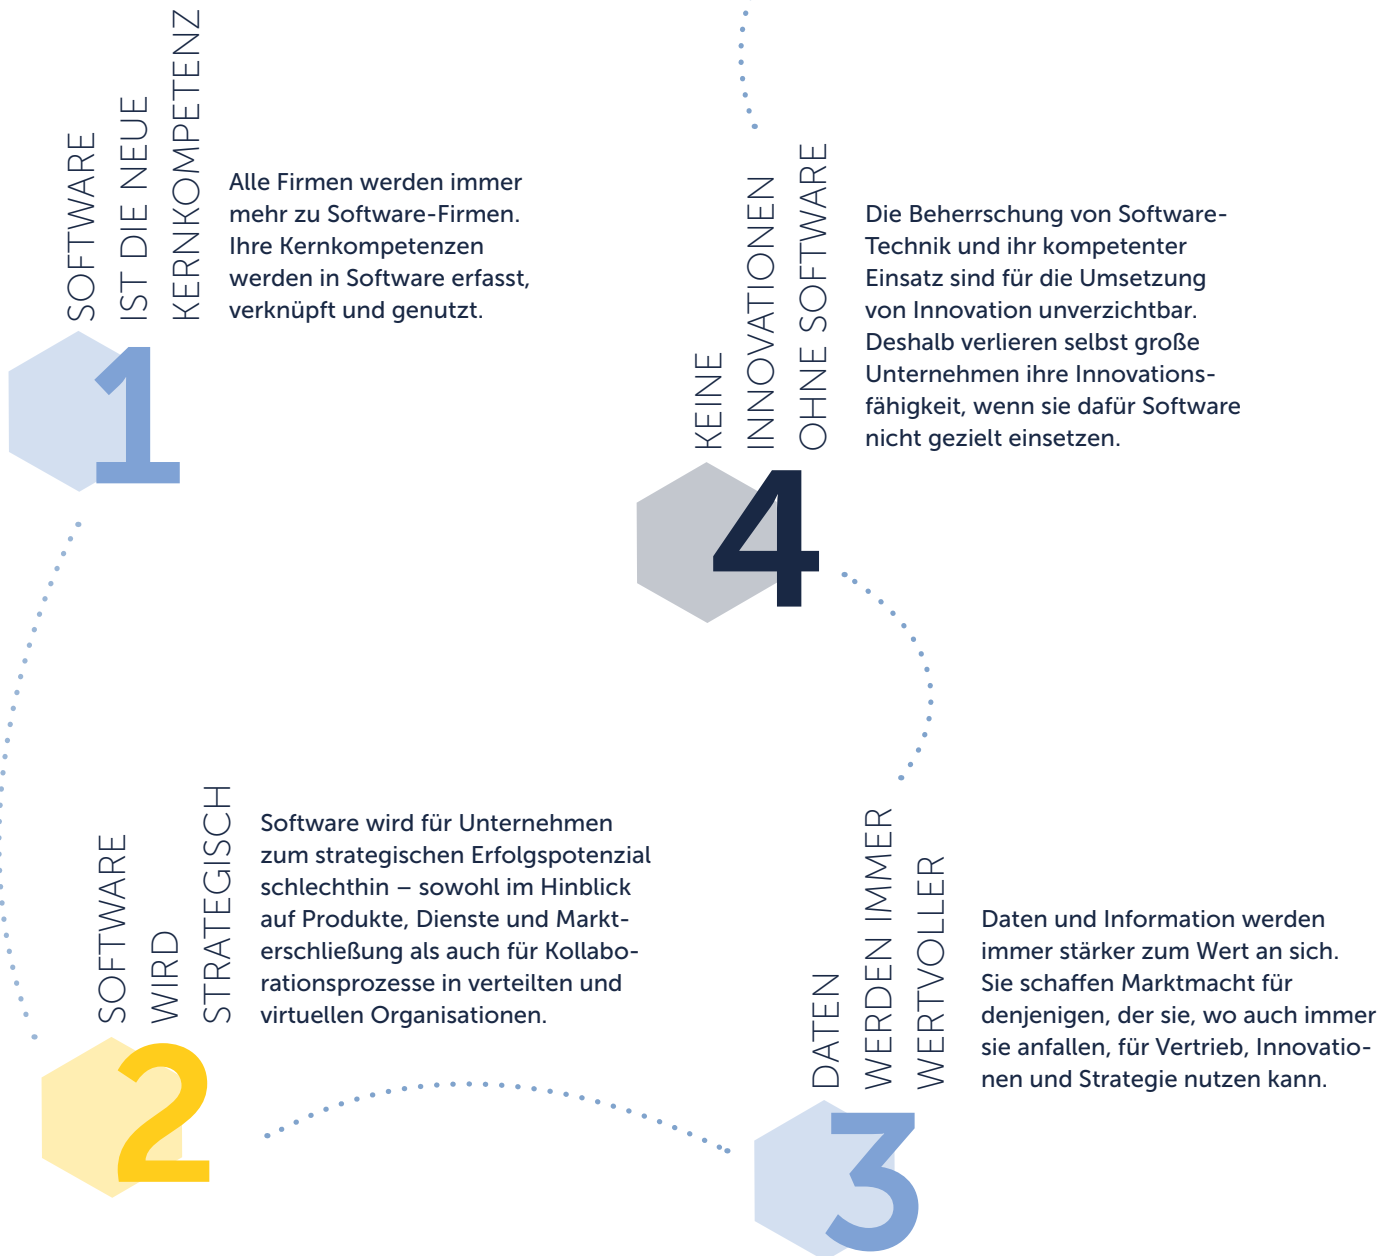 SOFTWARE
IST DIE NEUE
KERNKOMPETENZ
Alle Firmen werden immer
mehr zu Software-Firmen.
Ihre Kernkompetenzen
werden in Software erfasst,
verknüpft und genutzt.
1
SOFTWARE
WIRD
STRATEGISCH
Software wird für Unternehmen
zum strategischen Erfolgspotenzial
schlechthin – sowohl im Hinblick
auf Produkte, Dienste und Markt-
erschließung als auch für Kollabo-
rationsprozesse in verteilten und
virtuellen Organisationen.
2
DATEN
WERDEN IMMER
WERTVOLLER
Daten und Information werden
immer stärker zum Wert an sich.
Sie schaffen Marktmacht für
denjenigen, der sie, wo auch immer
sie anfallen, für Vertrieb, Innovatio-
nen und Strategie nutzen kann.
3
KEINE
INNOVATIONEN
OHNE SOFTWARE
Die Beherrschung von Software-
Technik und ihr kompetenter
Einsatz sind für die Umsetzung
von Innovation unverzichtbar.
Deshalb verlieren selbst große
Unternehmen ihre Innovations-
fähigkeit, wenn sie dafür Software
nicht gezielt einsetzen.
4